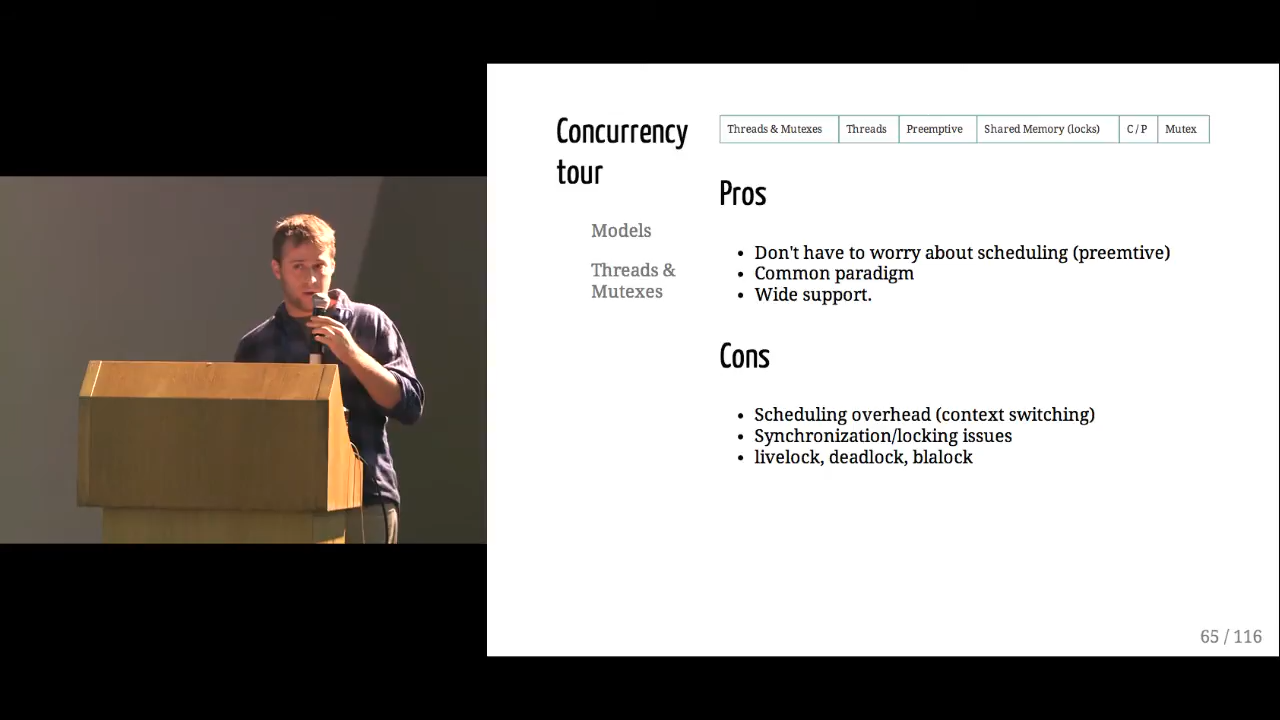 Concurrency
tour
Models
Threads &
Mutexes
Threads & Mutexes Threads Preemptive Shared Memory (locks) C / P Mutex
Pros
• Don't have to worry about scheduling (preemtive)
• Common paradigm
• Wide support.
Cons
• Scheduling overhead (context switching)
• Synchronization/locking issues
• livelock, deadlock, blalock
65 / 116